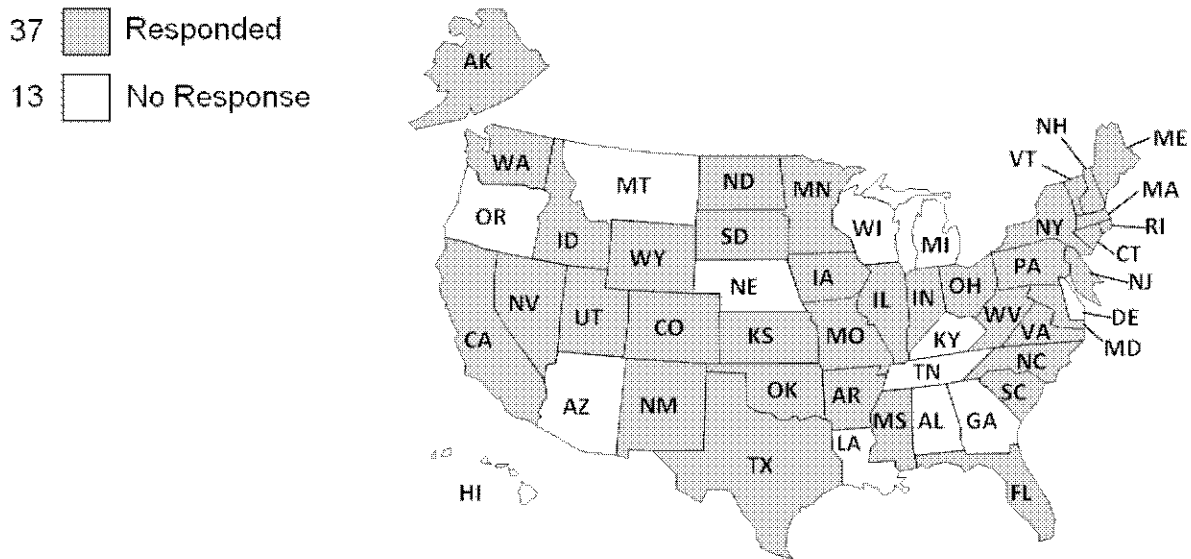 37 Responded
13 No Response
AK
NH
ME
VT
WA
MT
ND
MN
MA
OR
ID
WY
SD
WI
MI
NY
RI
CT
NV
UT
CO
NE
IA
IL
IN
OH
PA
NJ
CA
KS
MO
KY
WV
VA
DE
MD
AZ
NM
OK
AR
TN
NC
SC
TX
LA
MS
AL
GA
HI
FL